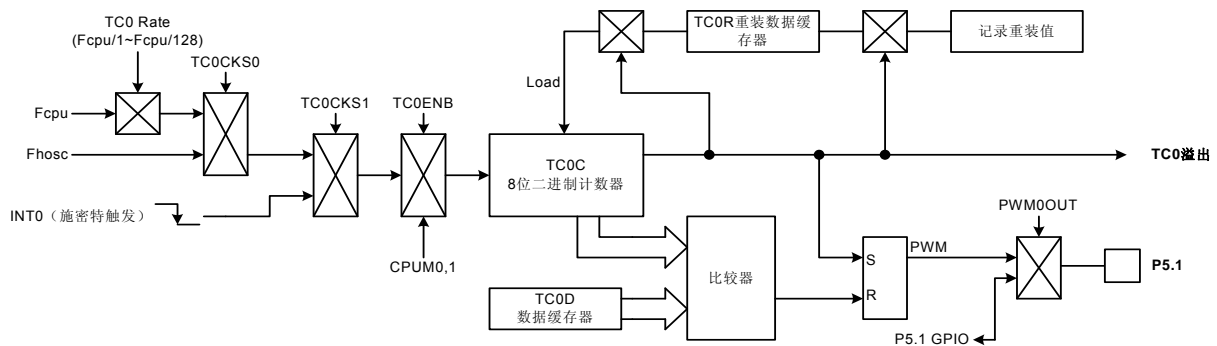 TC0 Rate
(Fcpu/1~Fcpu/128)
TC0CKS0
Fcpu
Fhosc
INT0（施密特触发）
TC0CKS1
TC0ENB
CPUM0,1
Load
TC0R重装数据缓
存器
记录重装值
TC0C
8位二进制计数器
TC0溢出
TC0D
数据缓存器
比较器
S
R
PWM
PWM0OUT
P5.1
P5.1 GPIO